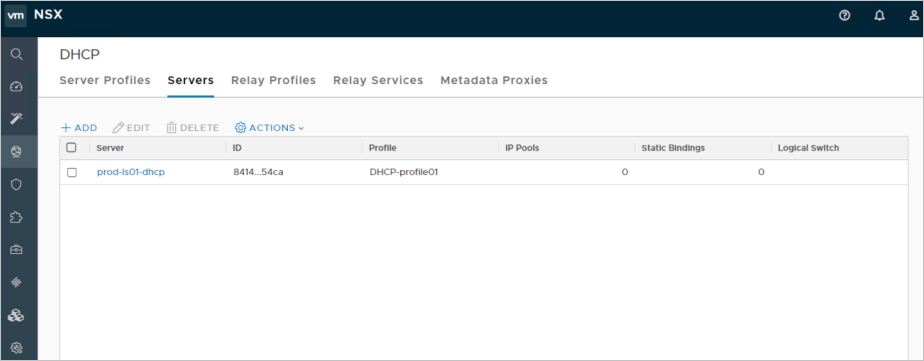 vm NSX
DHCP
Server Profiles Servers Relay Profiles Relay Services Metadata Proxies
+ ADD EDIT DELETE ACTIONS
Server ID Profile IP Pools Static Bindings Logical Switch
prod-ls01-dhcp 8414...54ca DHCP-profile01 0 0